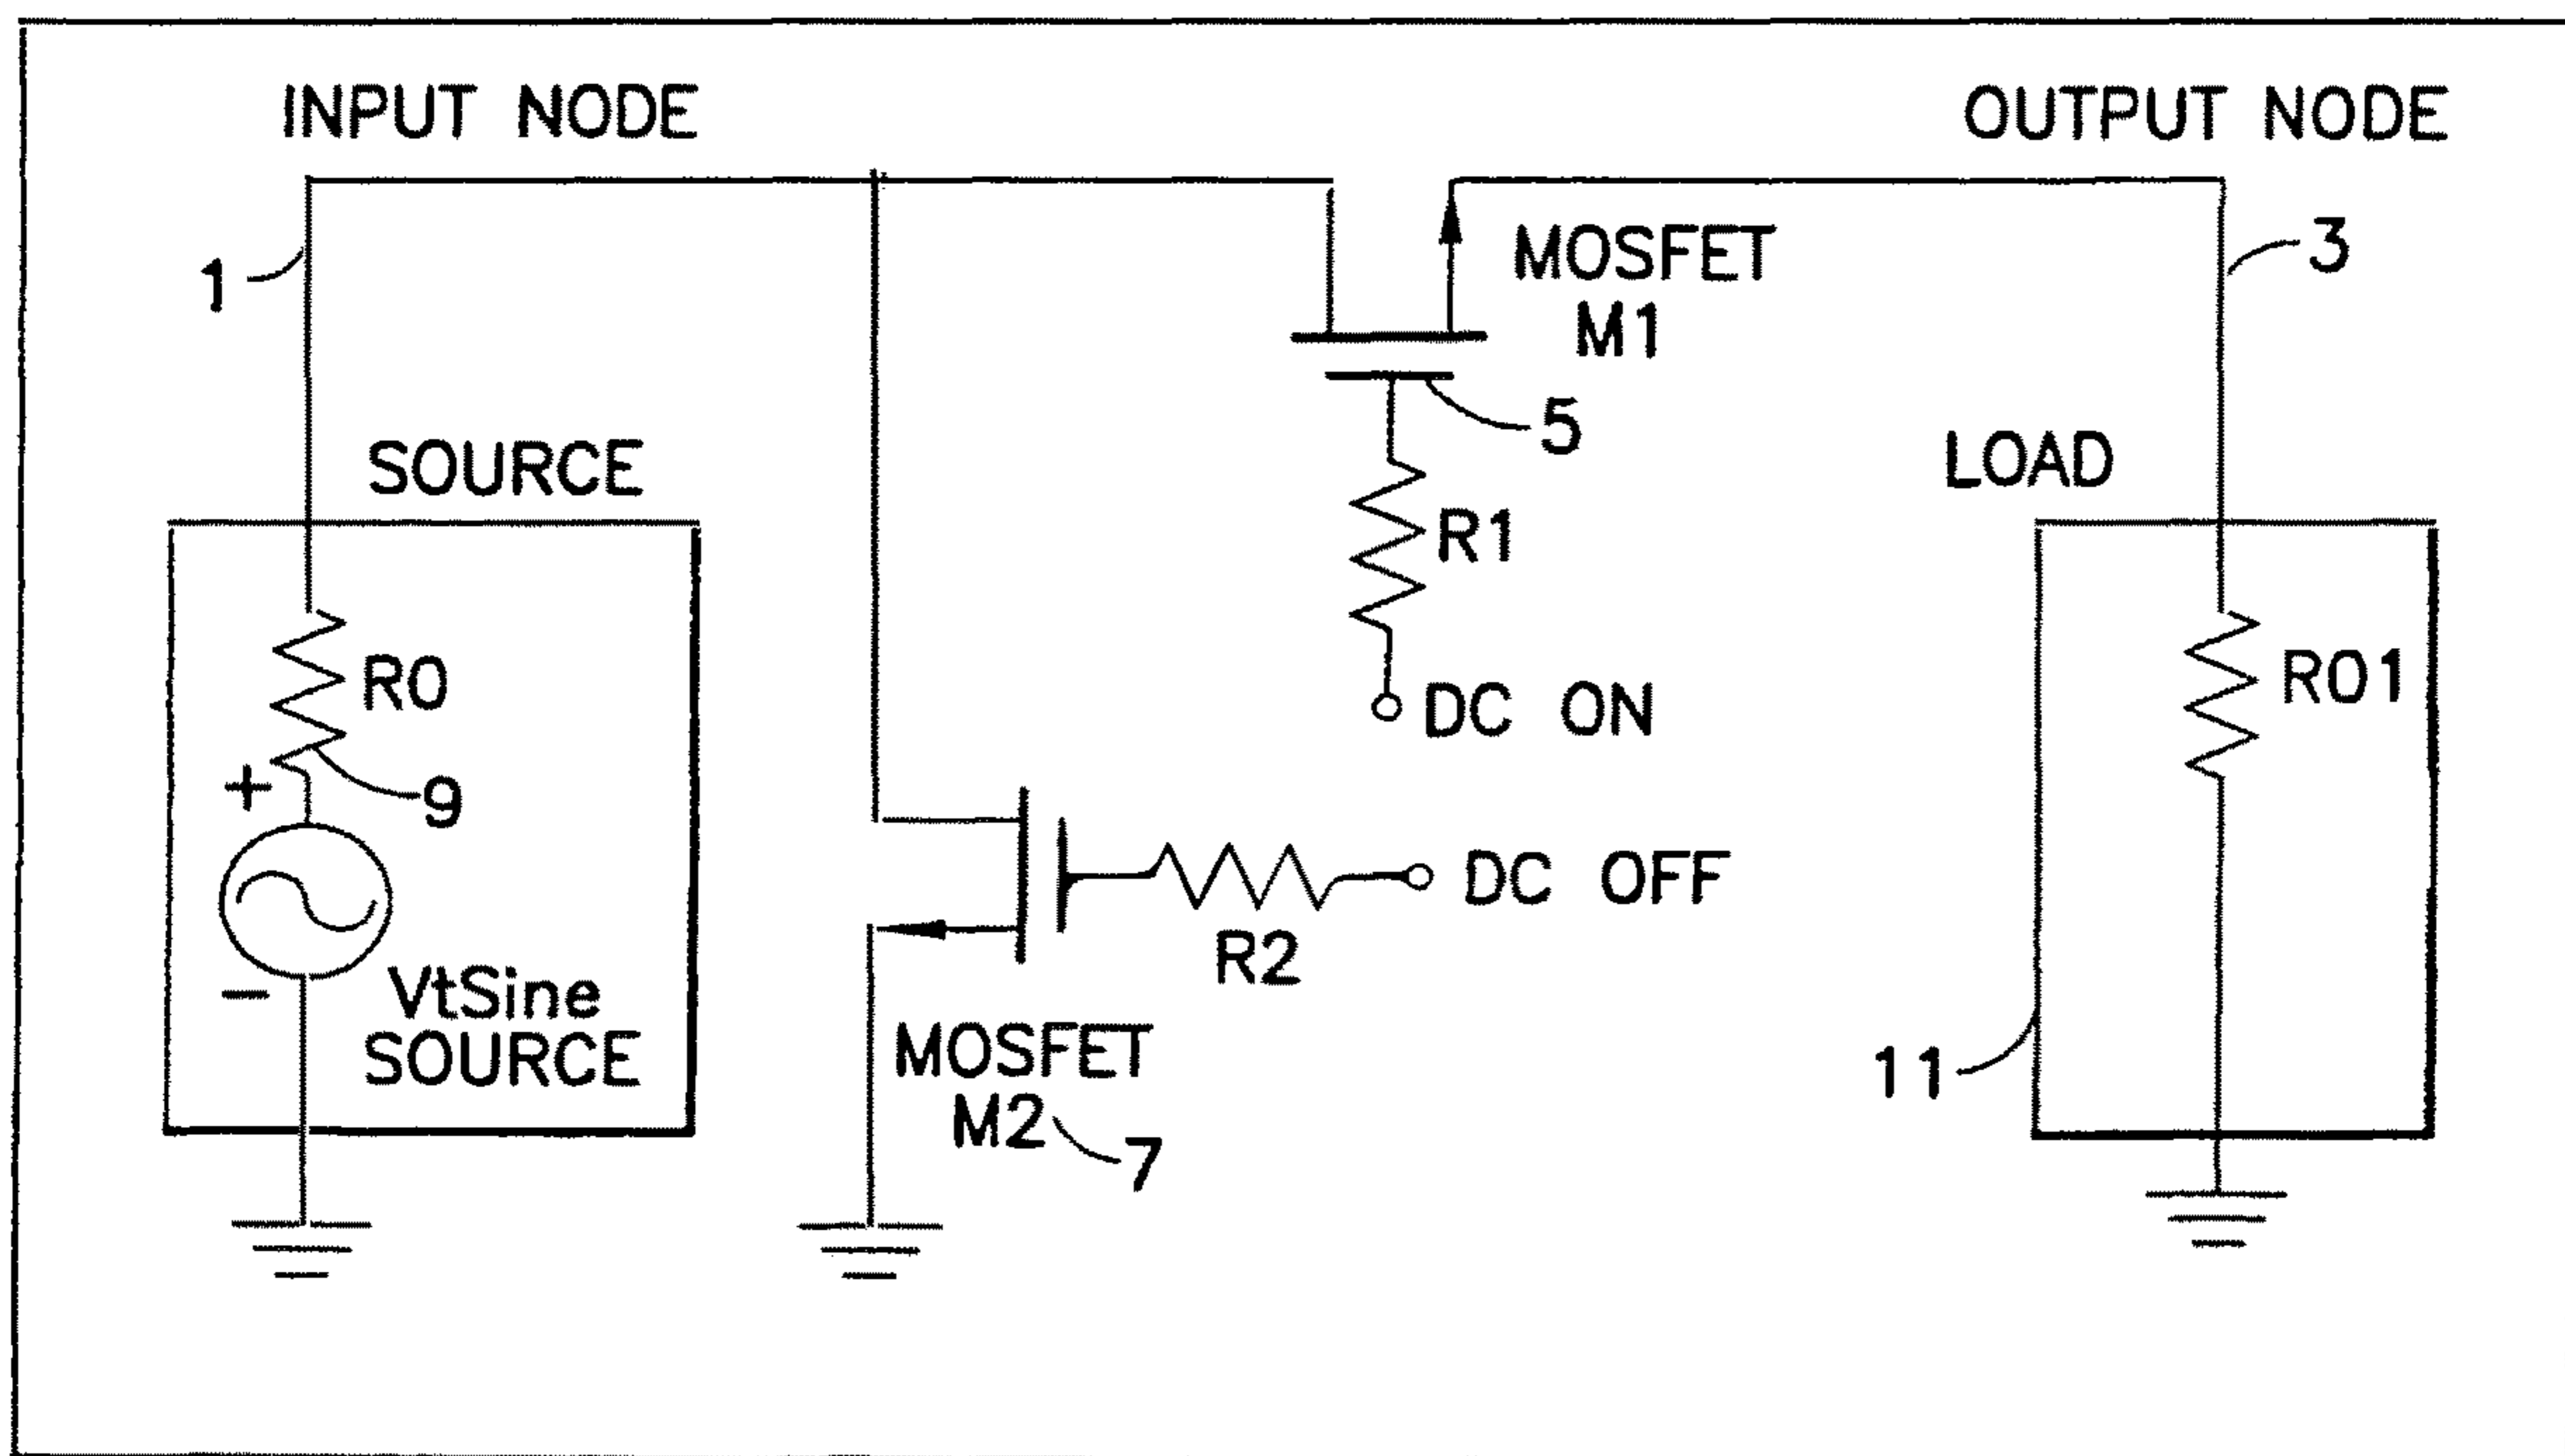 INPUT NODE
OUTPUT NODE
1
MOSFET
M1
3
5
SOURCE
LOAD
R1
R0
R01
DC ON
+
9
DC OFF
R2
−
VtSine
SOURCE
MOSFET
M2
7
11